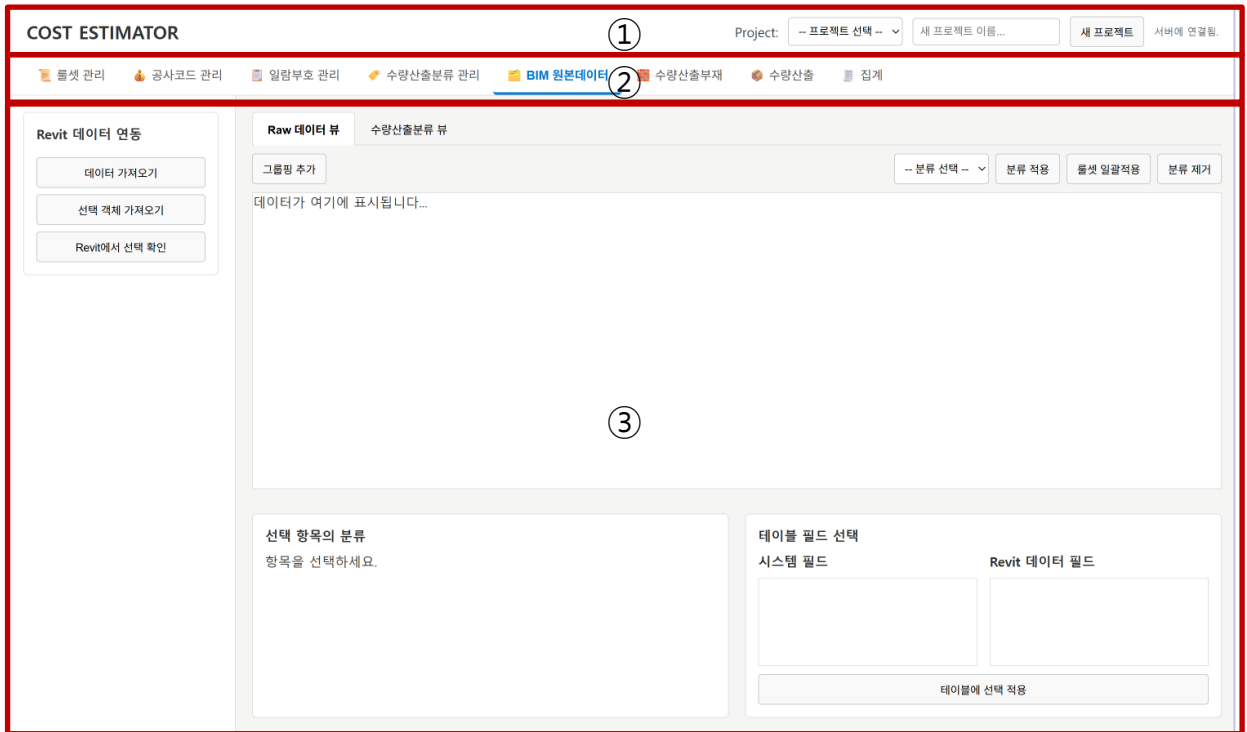 COST ESTIMATOR
①
Project:
-- 프로젝트 선택 --
새 프로젝트 이름...
새 프로젝트
서버에 연결됨.
룰셋 관리
공사코드 관리
일람부호 관리
수량산출분류 관리
BIM 원본데이터
②
수량산출부재
수량산출
집계
Revit 데이터 연동
데이터 가져오기
선택 객체 가져오기
Revit에서 선택 확인
Raw 데이터 뷰
수량산출분류 뷰
그룹핑 추가
-- 분류 선택 --
분류 적용
룰셋 일괄적용
분류 제거
데이터가 여기에 표시됩니다...
③
선택 항목의 분류
항목을 선택하세요.
테이블 필드 선택
시스템 필드
Revit 데이터 필드
테이블에 선택 적용